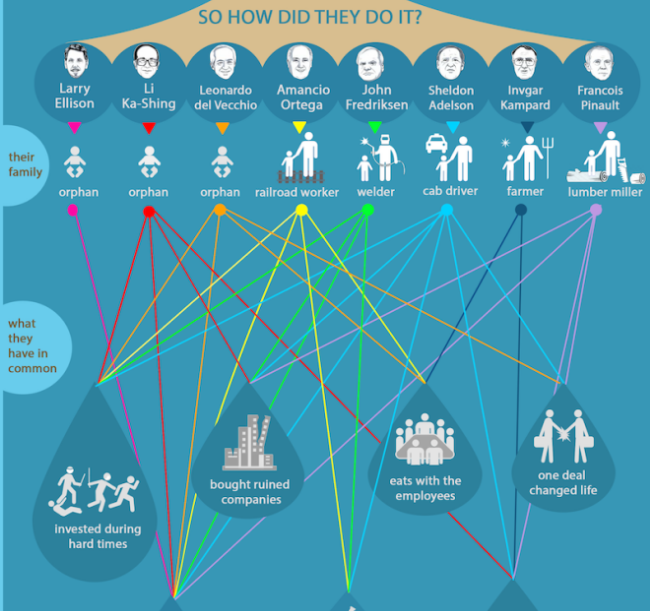 SO HOW DID THEY DO IT?
Larry
Ellison
Li
Ka-Shing
Leonardo
del Vecchio
Amancio
Ortega
John
Fredriksen
Sheldon
Adelson
Invgar
Kampard
Francois
Pinault
their
family
orphan
orphan
orphan
railroad worker
welder
cab driver
farmer
lumber miller
what
they
have in
common
invested during
hard times
bought ruined
companies
eats with the
employees
one deal
changed life